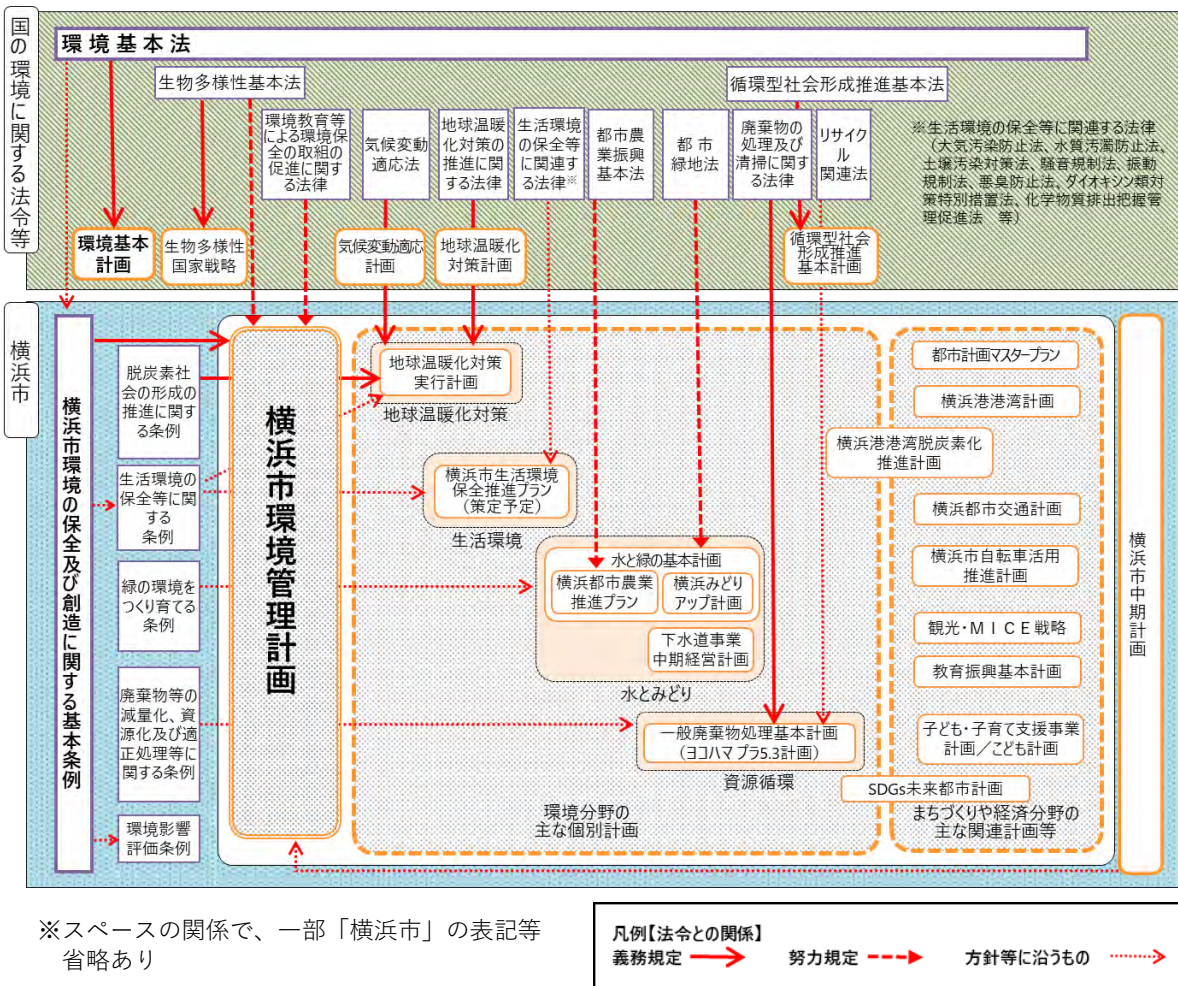 国の環境に関する法令等
環境基本法
生物多様性基本法
循環型社会形成推進基本法
環境教育等
による環境保
全の取組の
促進に関す
る法律
気候変動
適応法
地球温暖
化対策の
推進に関す
る法律
生活環境
の保全等
に関連す
る法律※
都市農
業振興
基本法
都市
緑地法
廃棄物の
処理及び
清掃に関す
る法律
リサイク
ル
関連法
※生活環境の保全等に関連する法律
(大気汚染防止法、水質汚濁防止法、
土壌汚染対策法、騒音規制法、振動
規制法、悪臭防止法、ダイオキシン類対
策特別措置法、化学物質排出把握管
理促進法 等)
環境基本
計画
生物多様性
国家戦略
気候変動適応
計画
地球温暖化
対策計画
循環型社会
形成推進
基本計画
横浜市
横浜市環境の保全及び創造に関する基本条例
脱炭素社
会の形成の
推進に関す
る条例
生活環境の
保全等に関
する
条例
緑の環境を
つくり育てる
条例
廃棄物等の
減量化、資
源化及び適
正処理等に
関する条例
環境影響
評価条例
横浜市環境管理計画
地球温暖化対策
実行計画
地球温暖化対策
横浜市生活環境
保全推進プラン
(策定予定)
生活環境
水と緑の基本計画
横浜都市農業
推進プラン
横浜みどり
アップ計画
下水道事業
中期経営計画
水とみどり
一般廃棄物処理基本計画
(ヨコハマ プラ5.3計画)
資源循環
環境分野の
主な個別計画
都市計画マスタープラン
横浜港港湾計画
横浜港港湾脱炭素化
推進計画
横浜都市交通計画
横浜市自転車活用
推進計画
観光・MICE戦略
教育振興基本計画
子ども・子育て支援事業
計画/こども計画
SDGs未来都市計画
まちづくりや経済分野の
主な関連計画等
横浜市中期計画
※スペースの関係で、一部「横浜市」の表記等
省略あり
凡例【法令との関係】
義務規定 努力規定 方針等に沿うもの